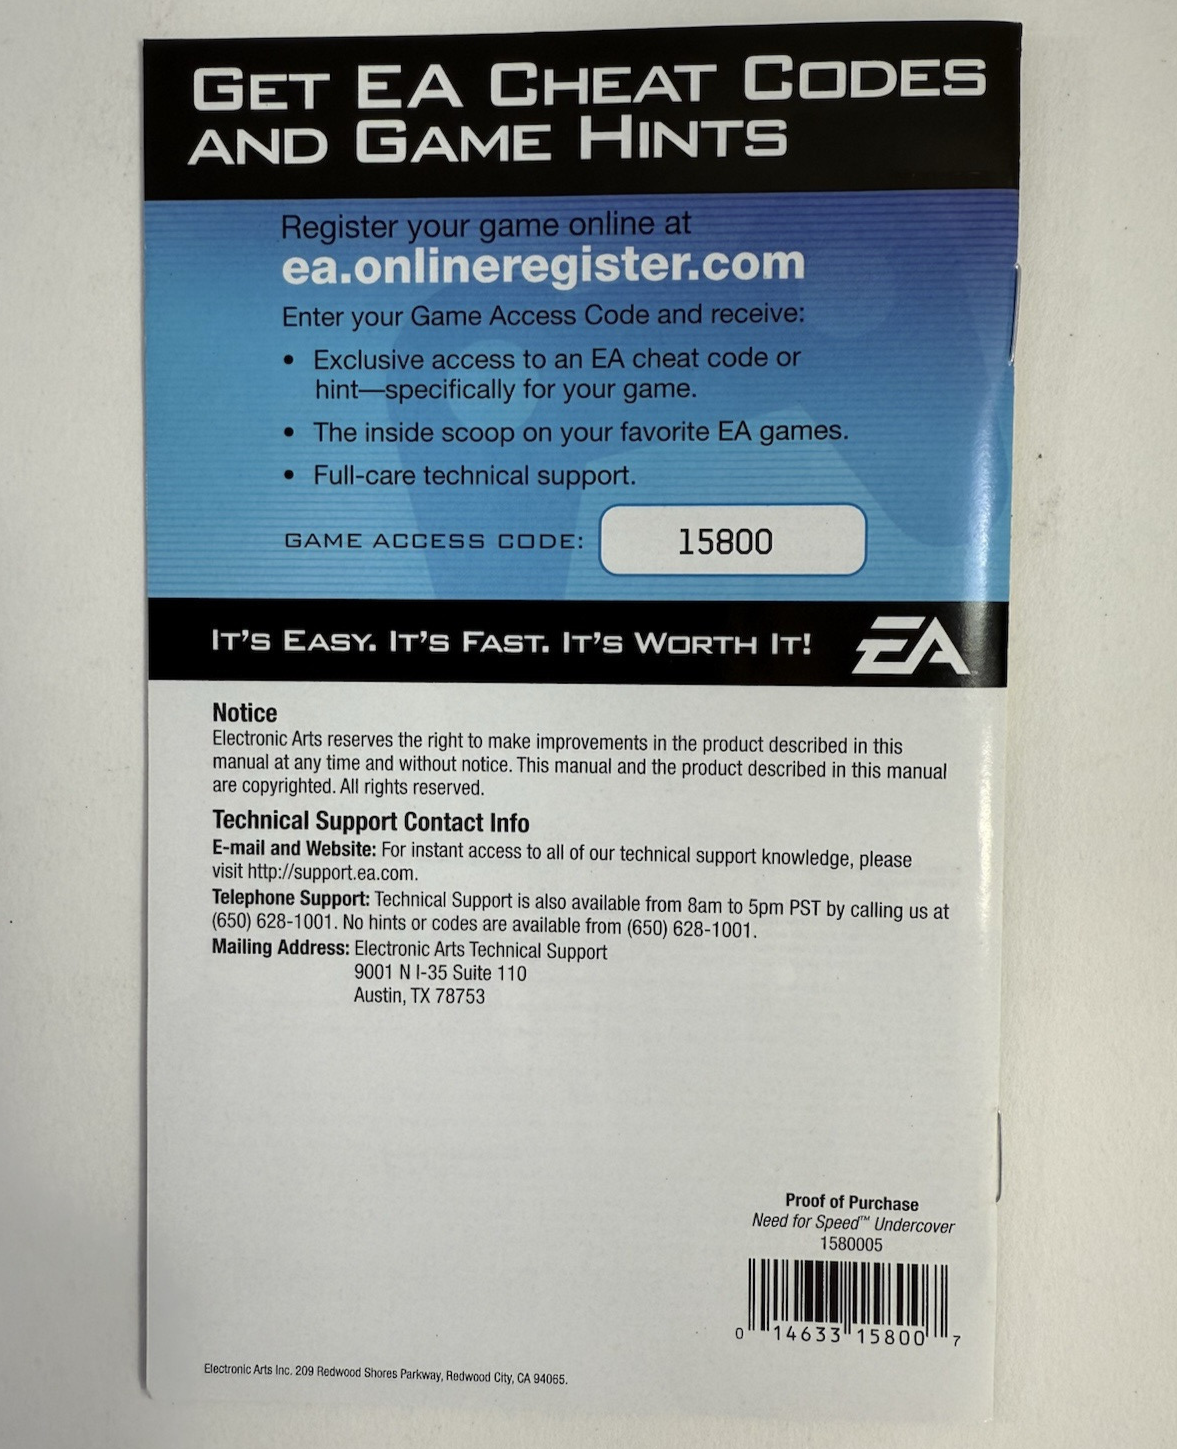 GET EA CHEAT CODES
AND GAME HINTS
Register your game online at
ea.onlineregister.com
Enter your Game Access Code and receive:
• Exclusive access to an EA cheat code or
hint—specifically for your game.
• The inside scoop on your favorite EA games.
• Full-care technical support.
GAME ACCESS CODE: 15800
IT'S EASY. IT'S FAST. IT'S WORTH IT! EA
Notice
Electronic Arts reserves the right to make improvements in the product described in this
manual at any time and without notice. This manual and the product described in this manual
are copyrighted. All rights reserved.
Technical Support Contact Info
E-mail and Website: For instant access to all of our technical support knowledge, please
visit http://support.ea.com.
Telephone Support: Technical Support is also available from 8am to 5pm PST by calling us at
(650) 628-1001. No hints or codes are available from (650) 628-1001.
Mailing Address: Electronic Arts Technical Support
9001 N I-35 Suite 110
Austin, TX 78753
Proof of Purchase
Need for Speed™ Undercover
1580005
0 14633 15800 7
Electronic Arts Inc. 209 Redwood Shores Parkway, Redwood City, CA 94065.